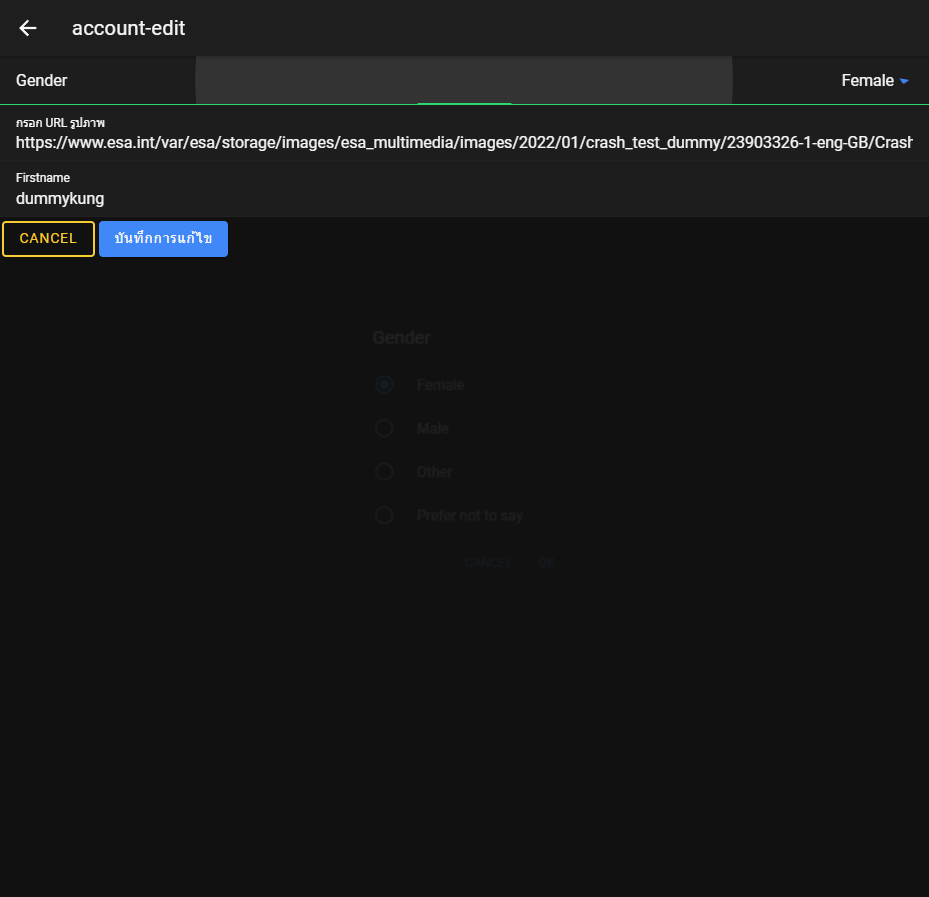 account-edit
Gender Female
กรอก URL รูปภาพ
https://www.esa.int/var/esa/storage/images/esa_multimedia/images/2022/01/crash_test_dummy/23903326-1-eng-GB/Crash
Firstname
dummykung
CANCEL บันทึกการแก้ไข
Gender
Female
Male
Other
Prefer not to say
CANCEL OK